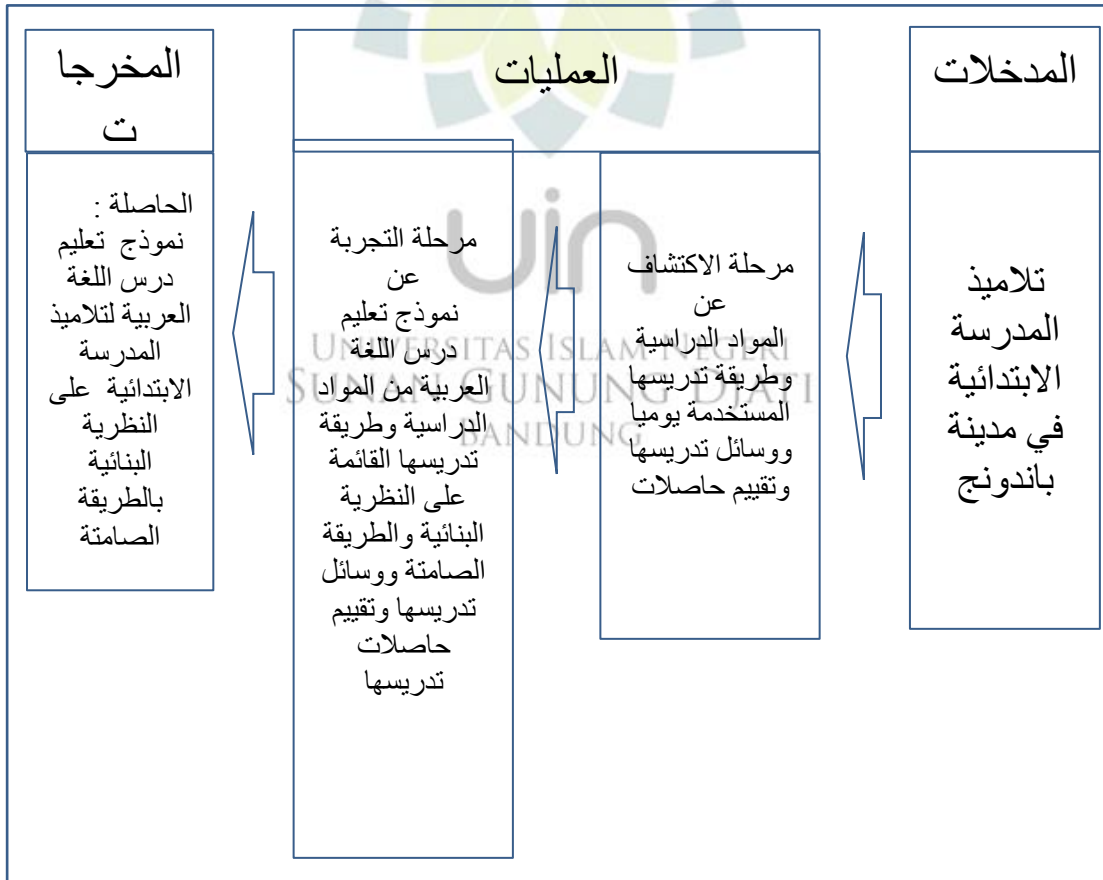 المدخلات
تلاميذ
المدرسة
الابتدائية
في مدينة
باندونج
العمليات
مرحلة الاكتشاف
عن
المواد الدراسية
وطريقة تدريسها
المستخدمة يوميا
ووسائل تدريسها
وتقييم حاصلات
مرحلة التجربة
عن
نموذج تعليم
درس اللغة
العربية من المواد
الدراسية وطريقة
تدريسها القائمة
على النظرية
البنائية والطريقة
الصامتة ووسائل
تدريسها وتقييم
حاصلات
تدريسها
المخرجا
ت
الحاصلة :
نموذج تعليم
درس اللغة
العربية لتلاميذ
المدرسة
الابتدائية على
النظرية
البنائية
بالطريقة
الصامتة
uin
UNIVERSITAS ISLAM NEGERI
SUNAN GUNUNG DJATI
BANDUNG